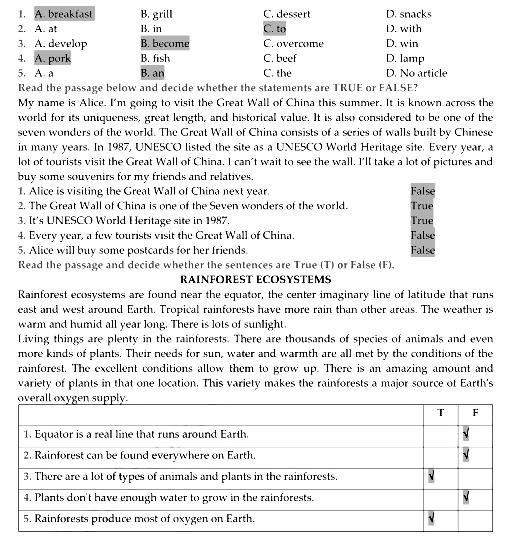 1. A. breakfast B. grill C. dessert D. snacks
2. A. at B. in C. to D. with
3. A. develop B. become C. overcome D. win
4. A. pork B. fish C. beef D. lamp
5. A. a B. an C. the D. No article
Read the passage below and decide whether the statements are TRUE or FALSE?
My name is Alice. I'm going to visit the Great Wall of China this summer. It is known across the
world for its uniqueness, great length, and historical value. It is also considered to be one of the
seven wonders of the world. The Great Wall of China consists of a series of walls built by Chinese
in many years. In 1987, UNESCO listed the site as a UNESCO World Heritage site. Every year, a
lot of tourists visit the Great Wall of China. I can't wait to see the wall. I'll take a lot of pictures and
buy some souvenirs for my friends and relatives.
1. Alice is visiting the Great Wall of China next year. False
2. The Great Wall of China is one of the Seven wonders of the world. True
3. It's UNESCO World Heritage site in 1987. True
4. Every year, a few tourists visit the Great Wall of China. False
5. Alice will buy some postcards for her friends. False
Read the passage and decide whether the sentences are True (T) or False (F).
RAINFOREST ECOSYSTEMS
Rainforest ecosystems are found near the equator, the center imaginary line of latitude that runs
east and west around Earth. Tropical rainforests have more rain than other areas. The weather is
warm and humid all year long. There is lots of sunlight.
Living things are plenty in the rainforests. There are thousands of species of animals and even
more kinds of plants. Their needs for sun, water and warmth are all met by the conditions of the
rainforest. The excellent conditions allow them to grow up. There is an amazing amount and
variety of plants in that one location. This variety makes the rainforests a major source of Earth's
overall oxygen supply.
T F
1. Equator is a real line that runs around Earth. √
2. Rainforest can be found everywhere on Earth. √
3. There are a lot of types of animals and plants in the rainforests. √
4. Plants don't have enough water to grow in the rainforests. √
5. Rainforests produce most of oxygen on Earth. √